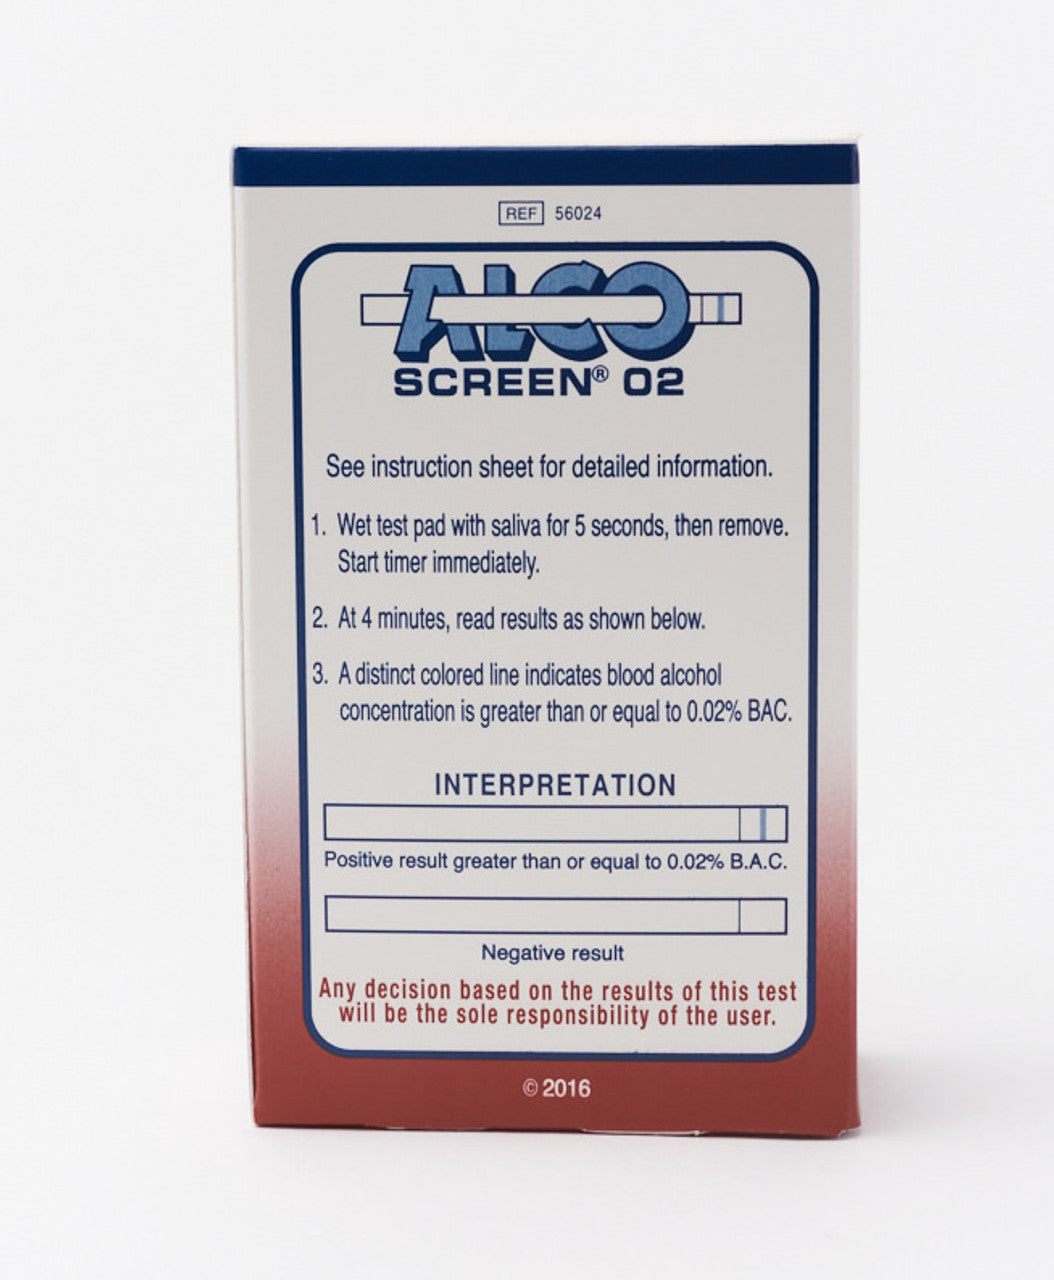 REF 56024
ALCO
SCREEN® 02
See instruction sheet for detailed information.
1. Wet test pad with saliva for 5 seconds, then remove.
Start timer immediately.
2. At 4 minutes, read results as shown below.
3. A distinct colored line indicates blood alcohol
concentration is greater than or equal to 0.02% BAC.
INTERPRETATION
Positive result greater than or equal to 0.02% B.A.C.
Negative result
Any decision based on the results of this test
will be the sole responsibility of the user.
© 2016